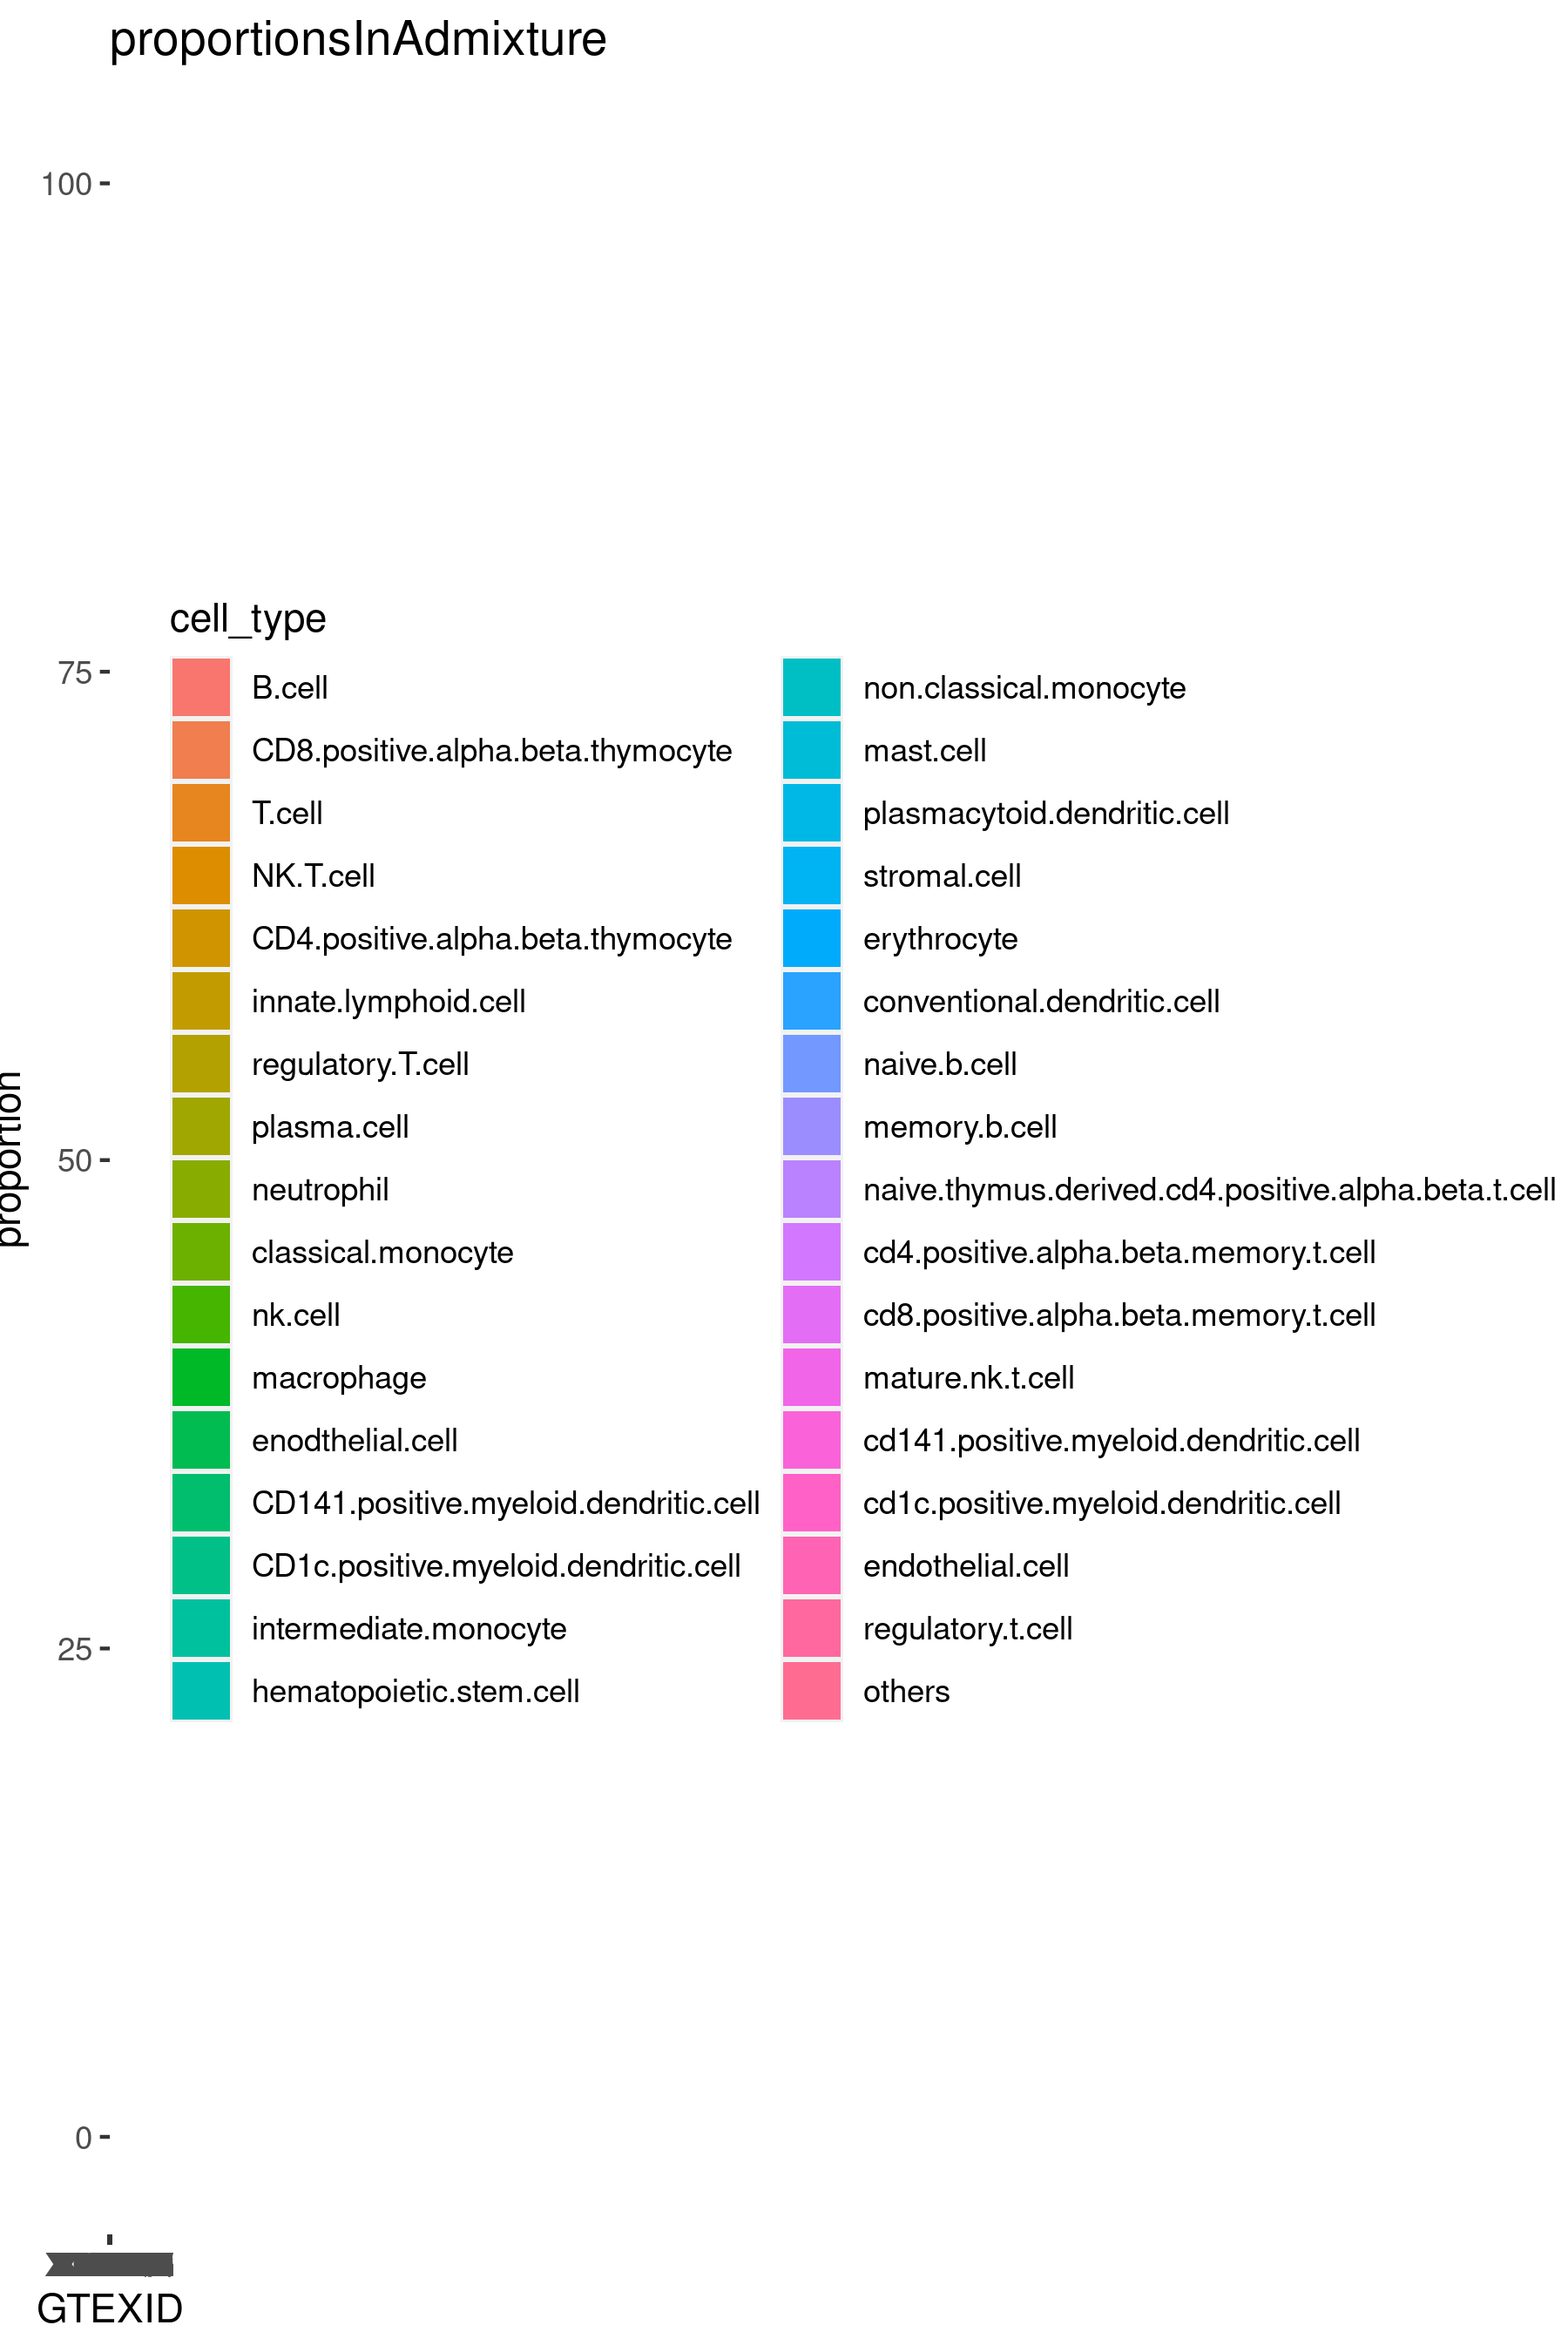 proportionsInAdmixture
100
75
50
25
0
proportion
cell_type
B.cell
CD8.positive.alpha.beta.thymocyte
T.cell
NK.T.cell
CD4.positive.alpha.beta.thymocyte
innate.lymphoid.cell
regulatory.T.cell
plasma.cell
neutrophil
classical.monocyte
nk.cell
macrophage
enodthelial.cell
CD141.positive.myeloid.dendritic.cell
CD1c.positive.myeloid.dendritic.cell
intermediate.monocyte
hematopoietic.stem.cell
non.classical.monocyte
mast.cell
plasmacytoid.dendritic.cell
stromal.cell
erythrocyte
conventional.dendritic.cell
naive.b.cell
memory.b.cell
naive.thymus.derived.cd4.positive.alpha.beta.t.cell
cd4.positive.alpha.beta.memory.t.cell
cd8.positive.alpha.beta.memory.t.cell
mature.nk.t.cell
cd141.positive.myeloid.dendritic.cell
cd1c.positive.myeloid.dendritic.cell
endothelial.cell
regulatory.t.cell
others
GTEXID